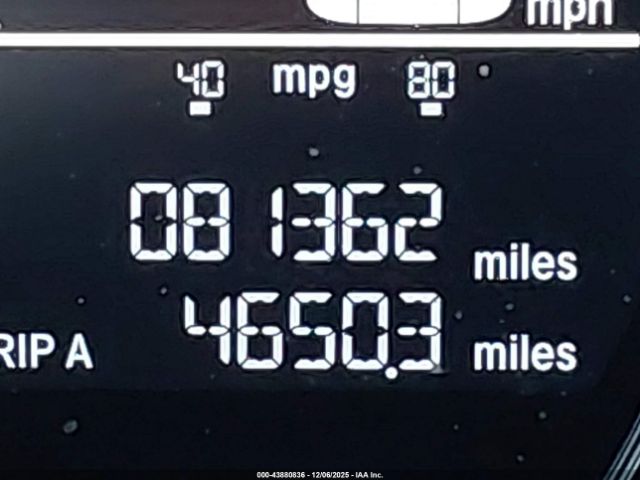 mph
40 mpg 80
081362 miles
RIP A 4650.3 miles
000-43880836 - 12/06/2025 - IAA Inc.